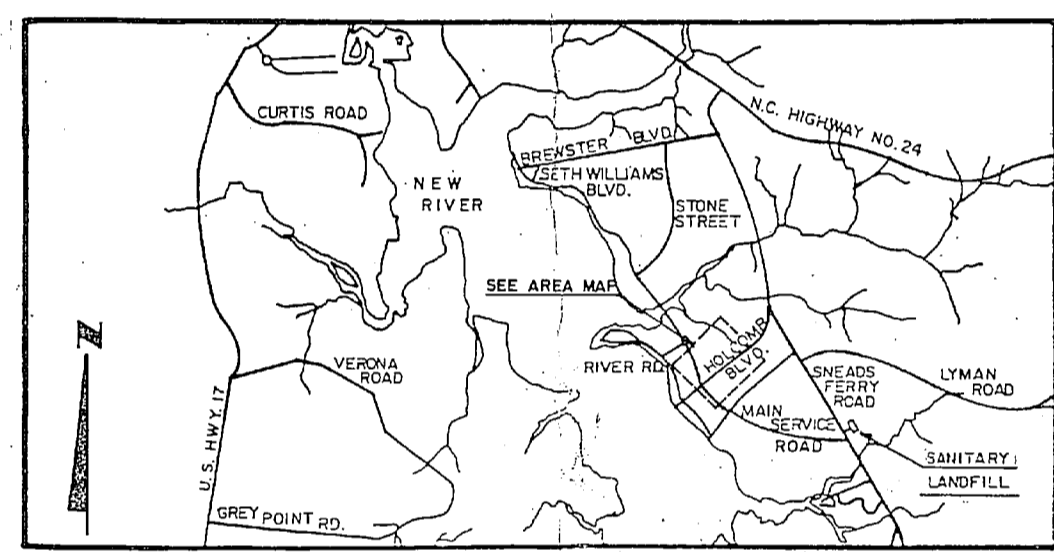 CURTIS ROAD
N.C. HIGHWAY NO. 24
BREWSTER BLVD.
SETH WILLIAMS
BLVD.
NEW
RIVER
STONE
STREET
SEE AREA MAP
N
HOLCOMB
BLVD.
RIVER RD.
VERONA
ROAD
SNEADS
FERRY
ROAD
LYMAN
ROAD
MAIN
SERVICE
ROAD
U.S. HWY. 17
SANITARY
LANDFILL
GREY POINT RD.